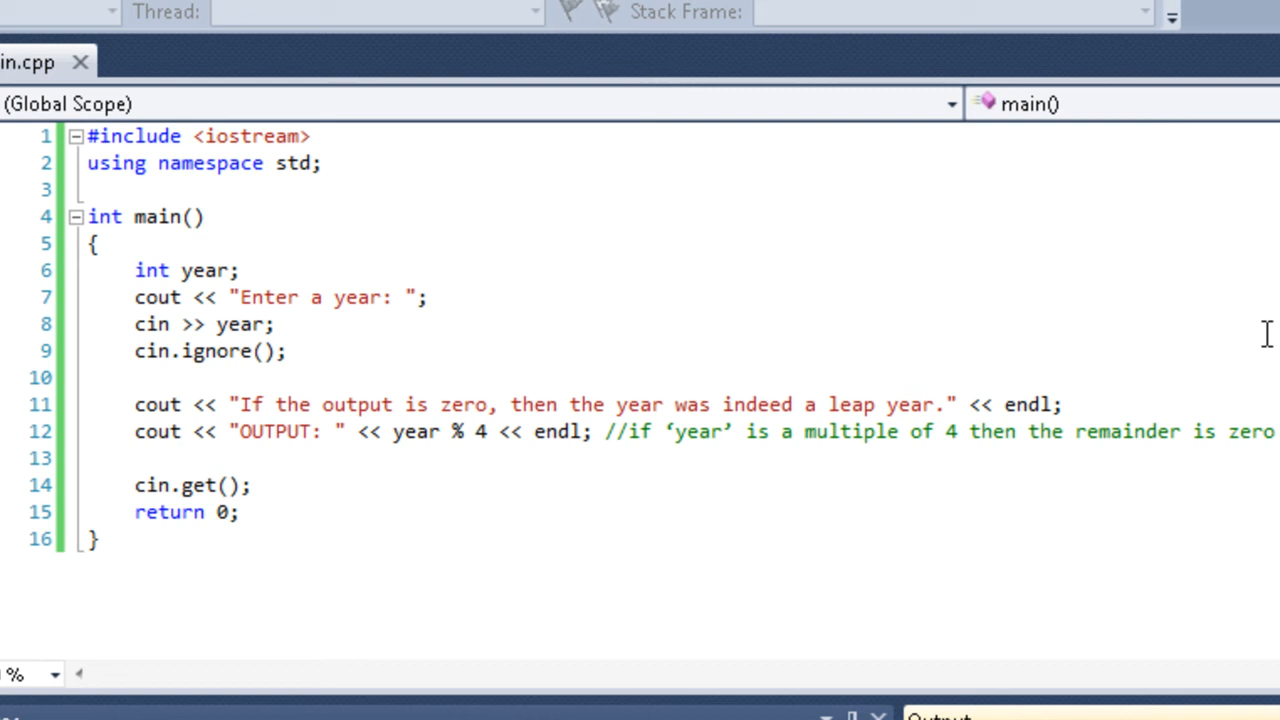 Thread:
Stack Frame:
in.cpp
(Global Scope)
main()
1 #include <iostream>
2 using namespace std;
3
4 int main()
5 {
6 int year;
7 cout << "Enter a year: ";
8 cin >> year;
9 cin.ignore();
10
11 cout << "If the output is zero, then the year was indeed a leap year." << endl;
12 cout << "OUTPUT: " << year % 4 << endl; //if ‘year’ is a multiple of 4 then the remainder is zero
13
14 cin.get();
15 return 0;
16 }
%
Output